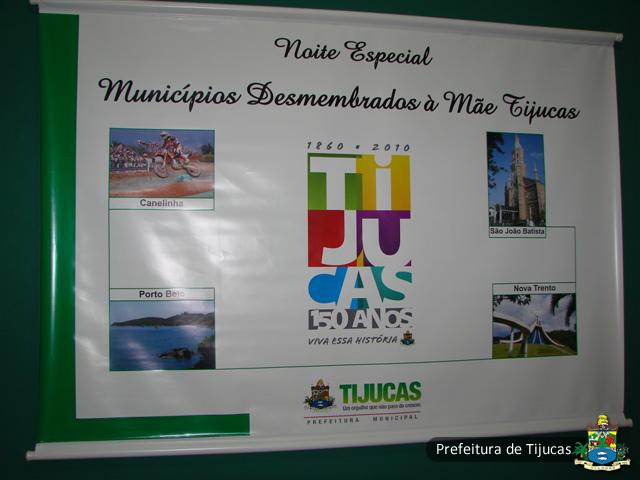 Noite Especial
Municípios Desmembrados à Mãe Tijucas
1860 • 2010
Canelinha
TIJUCAS
São João Batista
Porto Belo
Nova Trento
150 ANOS
VIVA ESSA HISTÓRIA
TIJUCAS
Um orgulho que não para de crescer.
PREFEITURA MUNICIPAL
Prefeitura de Tijucas